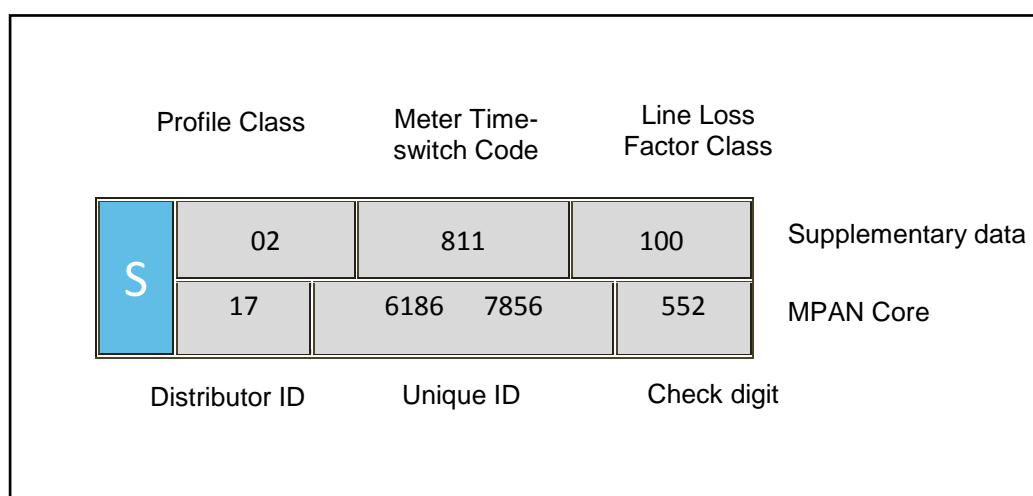 Profile Class
Meter Time-
switch Code
Line Loss
Factor Class
S
02 811 100
Supplementary data
17 6186 7856 552
MPAN Core
Distributor ID
Unique ID
Check digit